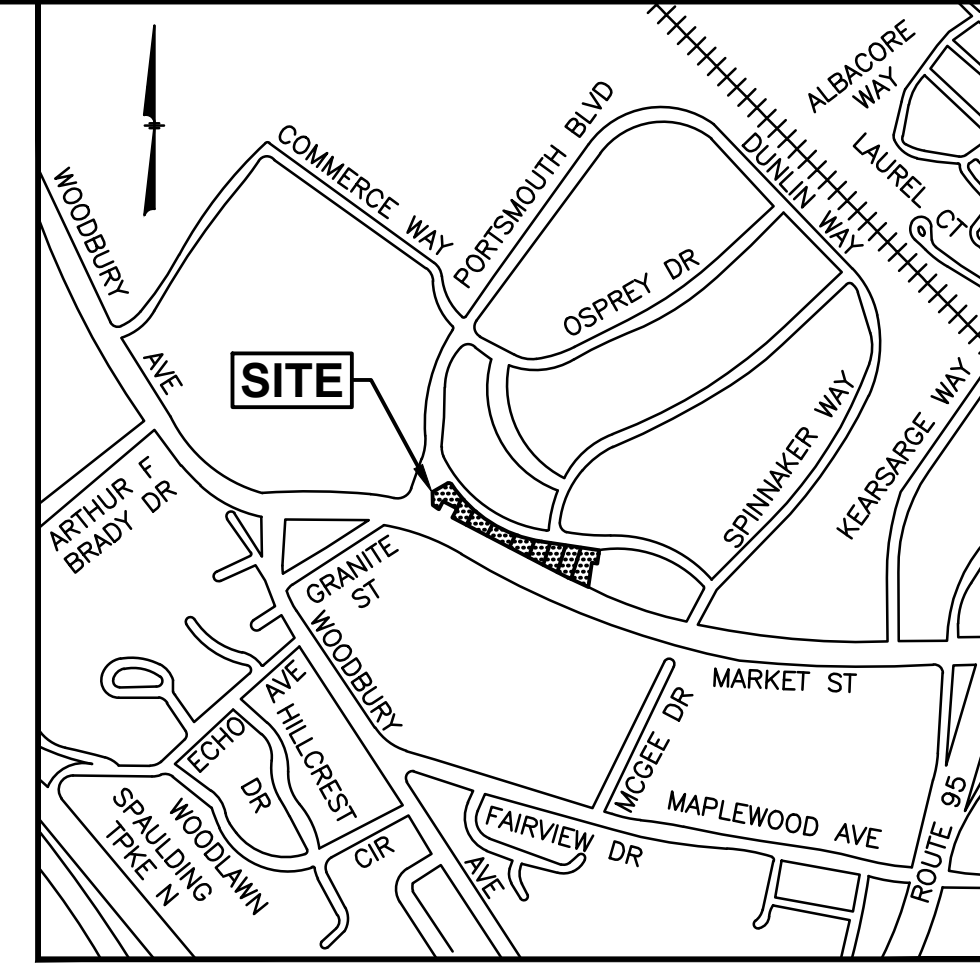 ALBACORE
WAY
LAUREL CT
COMMERCE WAY
PORTSMOUTH BLVD
DUNLIN WAY
WOODBURY
AVE
OSPREY DR
SITE
SPINNAKER WAY
KEARSARGE WAY
ARTHUR F
BRADY DR
GRANITE
ST
WOODBURY
AVE
MARKET ST
MCGEE DR
MAPLEWOOD AVE
ROUTE 95
FAIRVIEW DR
AVE
HILLCREST
CIR
ECHO
DR
WOODLAWN
SPAULDING
TPKE N